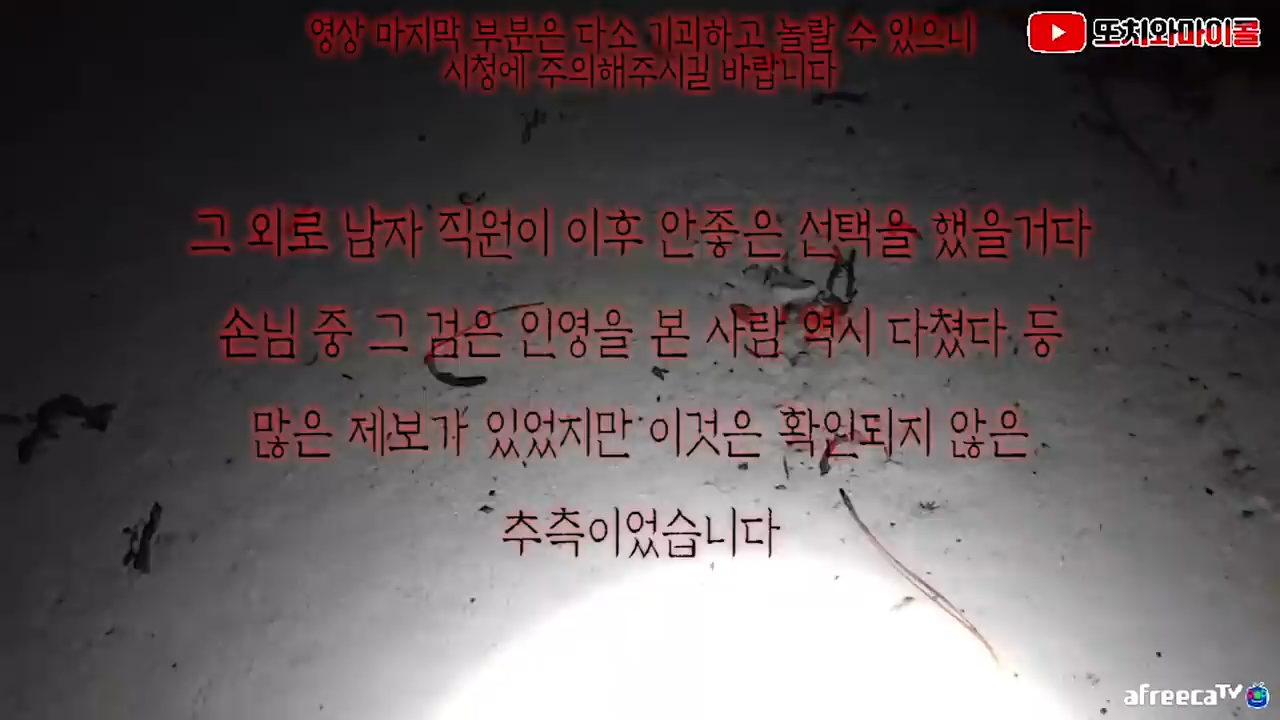 영상 마지막 부분은 다소 기괴하고 놀랄 수 있으니
시청에 주의해주시길 바랍니다
또치와마이콜
그 외로 남자 직원이 이후 안좋은 선택을 했을거다
손님 중 그 검은 인영을 본 사람 역시 다쳤다 등
많은 제보가 있었지만 이것은 확인되지 않은
추측이었습니다
afreecaTV